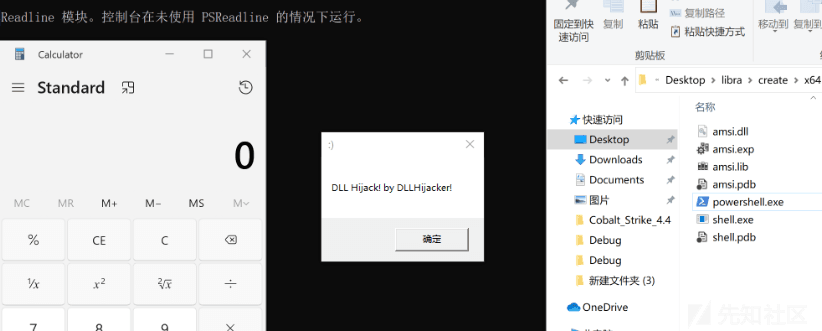 Readline 模块。控制台在未使用 PSReadline 的情况下运行。
Calculator
Standard
0
MC MR M+ M− MS M˅
% CE C
¹/x x² ²√x ÷
7 8 9 ×
:)
DLL Hijack! by DLLHijacker!
确定
固定到快速访问
复制
粘贴
复制路径
粘贴快捷方式
移动到
复制到
剪贴板
Desktop › libra › create › x64
名称
快速访问
Desktop
Downloads
Documents
图片
Cobalt_Strike_4.4
Debug
Debug
新建文件夹 (3)
OneDrive
amsi.dll
amsi.exp
amsi.lib
amsi.pdb
powershell.exe
shell.exe
shell.pdb
先知社区